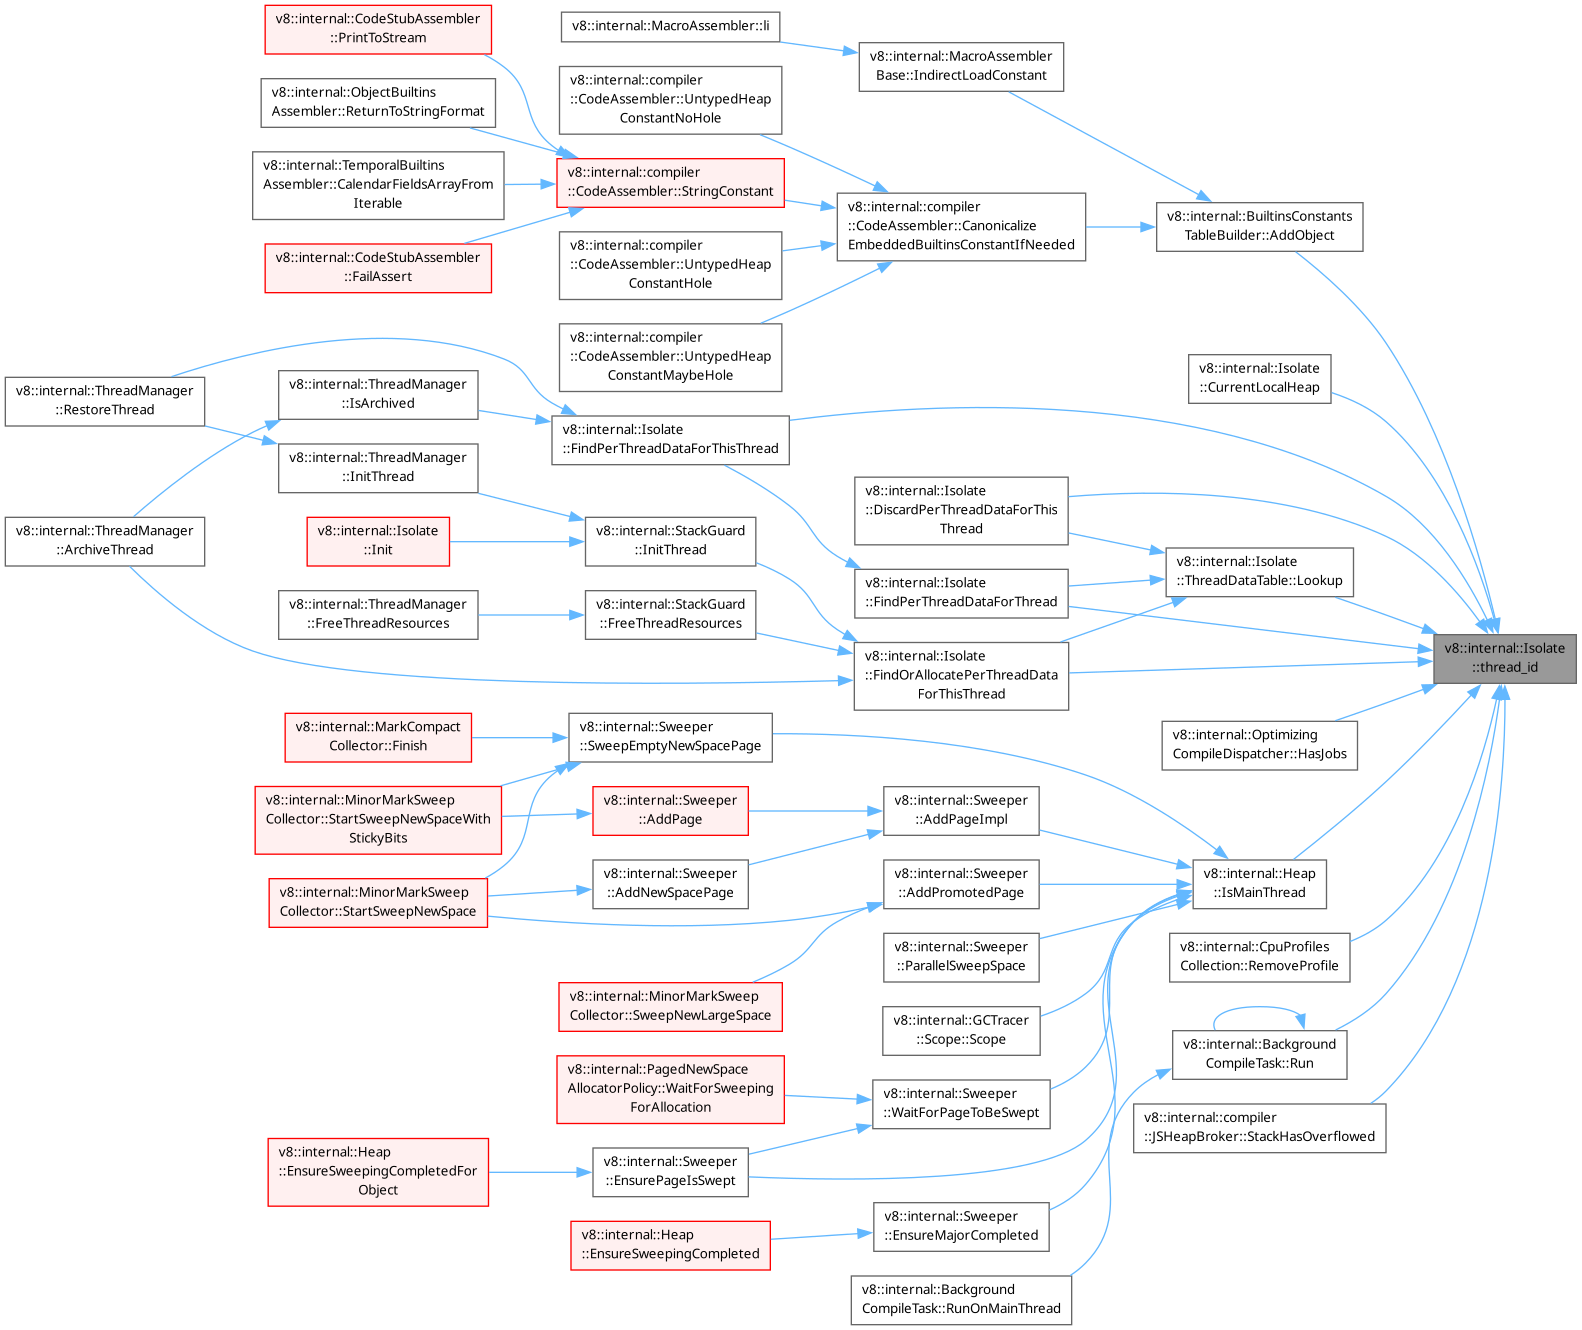 v8::internal::CodeStubAssembler
::PrintToStream
v8::internal::MacroAssembler::li
v8::internal::MacroAssembler
Base::IndirectLoadConstant
v8::internal::ObjectBuiltins
Assembler::ReturnToStringFormat
v8::internal::compiler
::CodeAssembler::UntypedHeap
ConstantNoHole
v8::internal::TemporalBuiltins
Assembler::CalendarFieldsArrayFrom
Iterable
v8::internal::compiler
::CodeAssembler::StringConstant
v8::internal::compiler
::CodeAssembler::Canonicalize
EmbeddedBuiltinsConstantIfNeeded
v8::internal::BuiltinsConstants
TableBuilder::AddObject
v8::internal::CodeStubAssembler
::FailAssert
v8::internal::compiler
::CodeAssembler::UntypedHeap
ConstantHole
v8::internal::compiler
::CodeAssembler::UntypedHeap
ConstantMaybeHole
v8::internal::Isolate
::CurrentLocalHeap
v8::internal::ThreadManager
::RestoreThread
v8::internal::ThreadManager
::IsArchived
v8::internal::Isolate
::FindPerThreadDataForThisThread
v8::internal::ThreadManager
::InitThread
v8::internal::Isolate
::DiscardPerThreadDataForThis
Thread
v8::internal::ThreadManager
::ArchiveThread
v8::internal::Isolate
::Init
v8::internal::StackGuard
::InitThread
v8::internal::Isolate
::ThreadDataTable::Lookup
v8::internal::Isolate
::FindPerThreadDataForThread
v8::internal::ThreadManager
::FreeThreadResources
v8::internal::StackGuard
::FreeThreadResources
v8::internal::Isolate
::FindOrAllocatePerThreadData
ForThisThread
v8::internal::Isolate
::thread_id
v8::internal::MarkCompact
Collector::Finish
v8::internal::Sweeper
::SweepEmptyNewSpacePage
v8::internal::Optimizing
CompileDispatcher::HasJobs
v8::internal::MinorMarkSweep
Collector::StartSweepNewSpaceWith
StickyBits
v8::internal::Sweeper
::AddPage
v8::internal::Sweeper
::AddPageImpl
v8::internal::MinorMarkSweep
Collector::StartSweepNewSpace
v8::internal::Sweeper
::AddNewSpacePage
v8::internal::Sweeper
::AddPromotedPage
v8::internal::Heap
::IsMainThread
v8::internal::Sweeper
::ParallelSweepSpace
v8::internal::CpuProfiles
Collection::RemoveProfile
v8::internal::MinorMarkSweep
Collector::SweepNewLargeSpace
v8::internal::GCTracer
::Scope::Scope
v8::internal::Background
CompileTask::Run
v8::internal::PagedNewSpace
AllocatorPolicy::WaitForSweeping
ForAllocation
v8::internal::Sweeper
::WaitForPageToBeSwept
v8::internal::compiler
::JSHeapBroker::StackHasOverflowed
v8::internal::Heap
::EnsureSweepingCompletedFor
Object
v8::internal::Sweeper
::EnsurePageIsSwept
v8::internal::Heap
::EnsureSweepingCompleted
v8::internal::Sweeper
::EnsureMajorCompleted
v8::internal::Background
CompileTask::RunOnMainThread